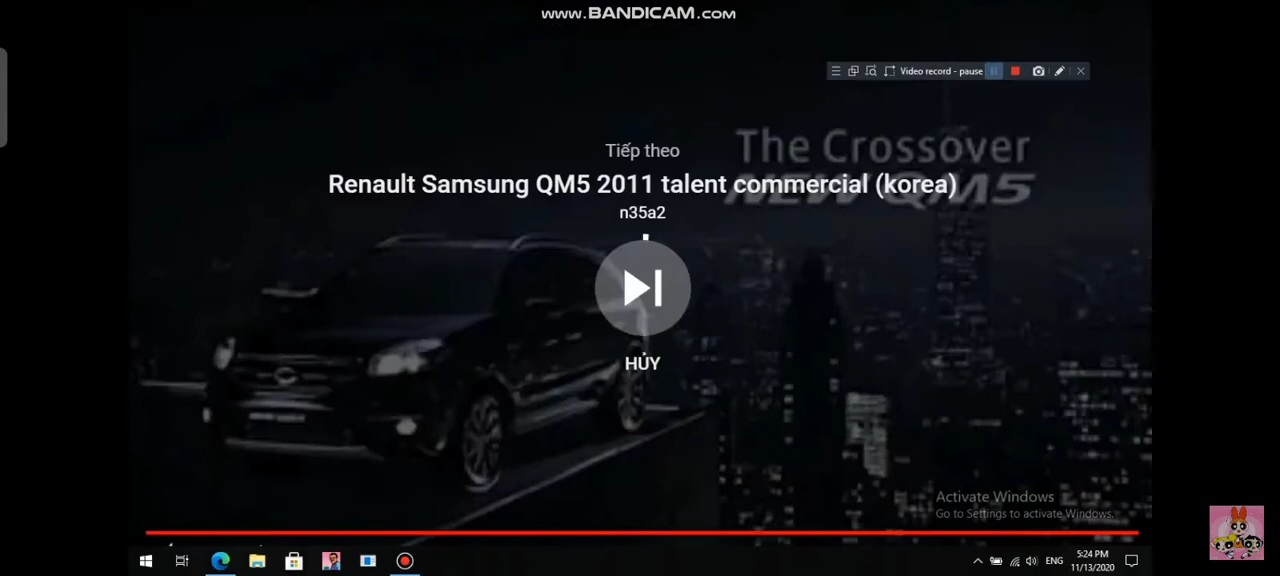 www.BANDICAM.com
Video record - pause
The Crossover
NEW QM5
Tiếp theo
Renault Samsung QM5 2011 talent commercial (korea)
n35a2
HỦY
Activate Windows
Go to Settings to activate Windows.
ENG
5:24 PM
11/13/2020